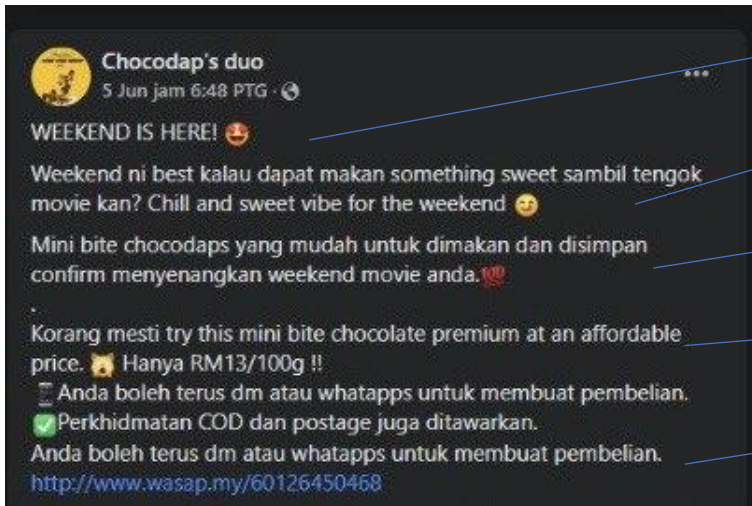 Chocodap's duo
5 Jun jam 6:48 PTG ·
WEEKEND IS HERE! 🤩
Weekend ni best kalau dapat makan something sweet sambil tengok
movie kan? Chill and sweet vibe for the weekend 😏
Mini bite chocodaps yang mudah untuk dimakan dan disimpan
confirm menyenangkan weekend movie anda.💯
.
Korang mesti try this mini bite chocolate premium at an affordable
price. 🙀 Hanya RM13/100g !!
📱Anda boleh terus dm atau whatapps untuk membuat pembelian.
✅Perkhidmatan COD dan postage juga ditawarkan.
Anda boleh terus dm atau whatapps untuk membuat pembelian.
http://www.wasap.my/60126450468